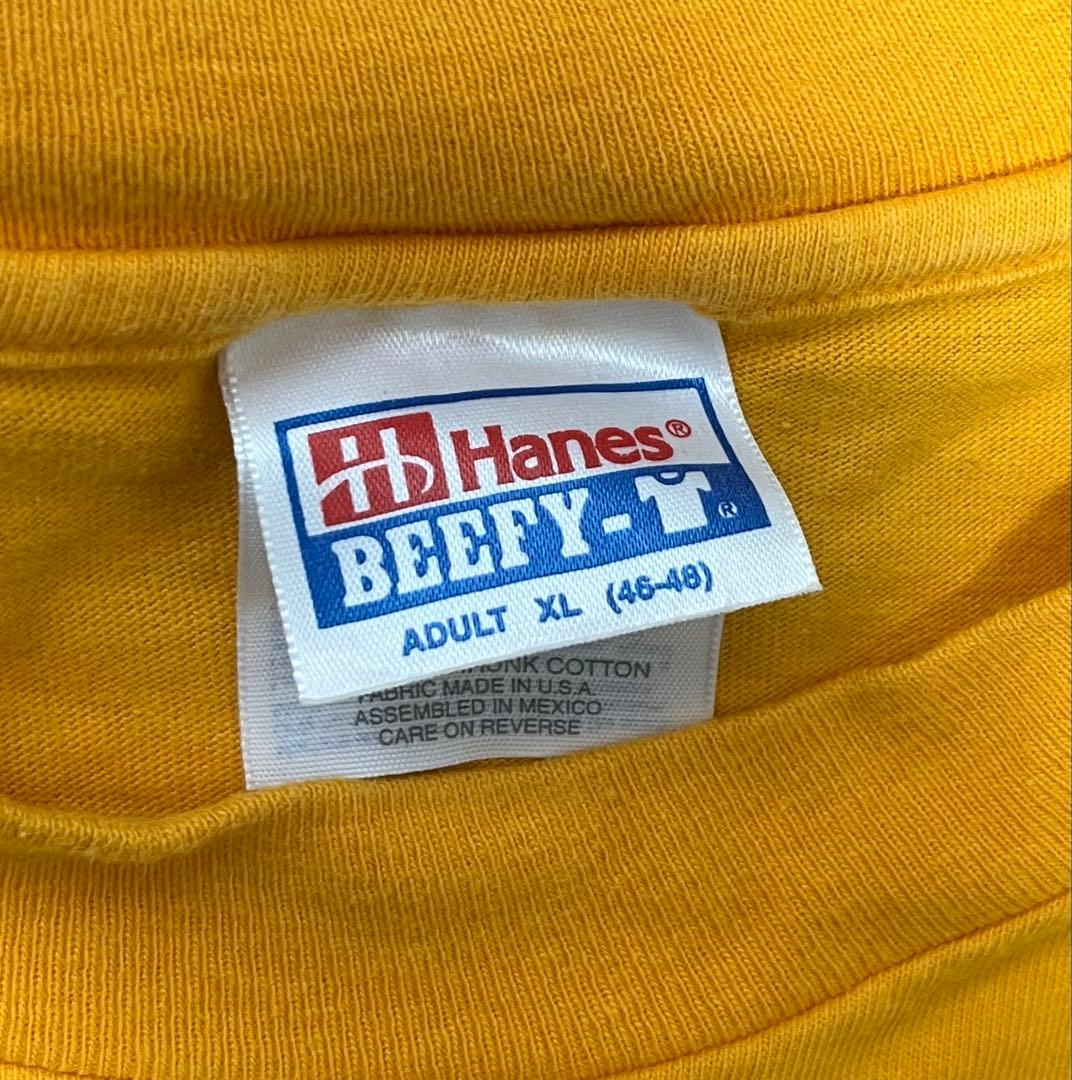 Hanes®
BEEFY-T®
ADULT XL (46-48)
COTTON
FABRIC MADE IN U.S.A.
ASSEMBLED IN MEXICO
CARE ON REVERSE